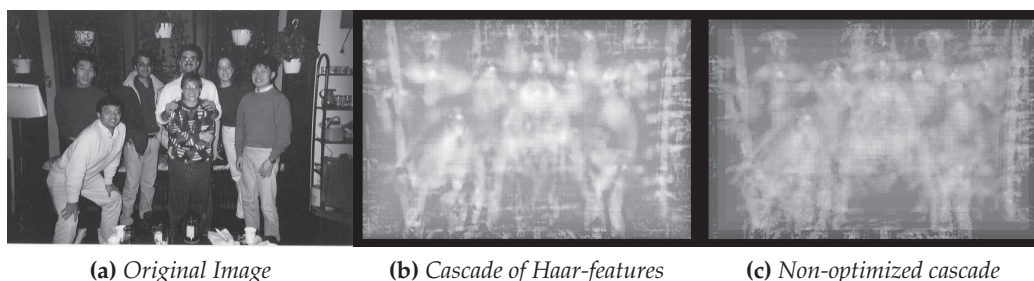 (a) Original Image
(b) Cascade of Haar-features
(c) Non-optimized cascade